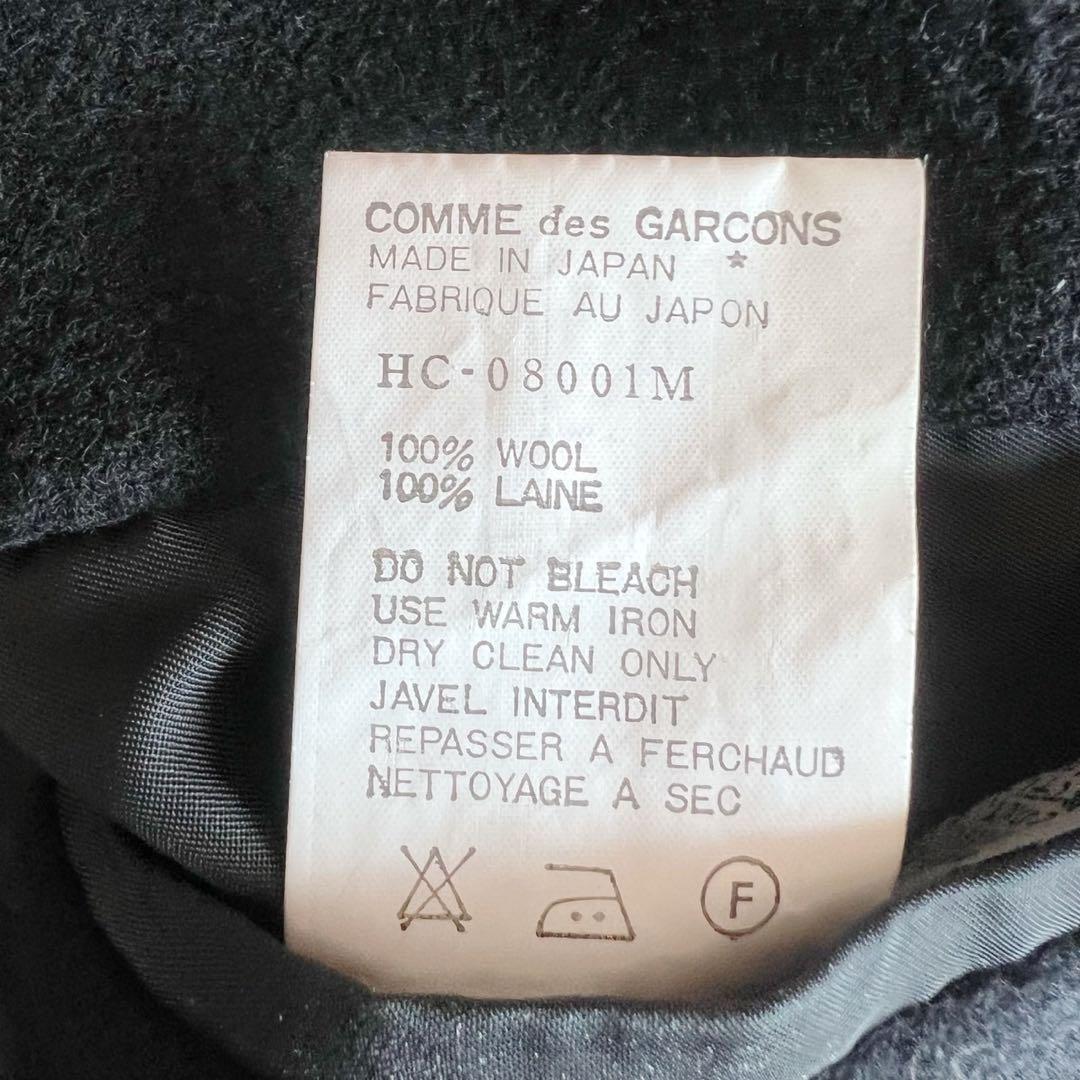 COMME des GARCONS
MADE IN JAPAN *
FABRIQUE AU JAPON
HC-08001M
100% WOOL
100% LAINE
DO NOT BLEACH
USE WARM IRON
DRY CLEAN ONLY
JAVEL INTERDIT
REPASSER A FERCHAUD
NETTOYAGE A SEC
F